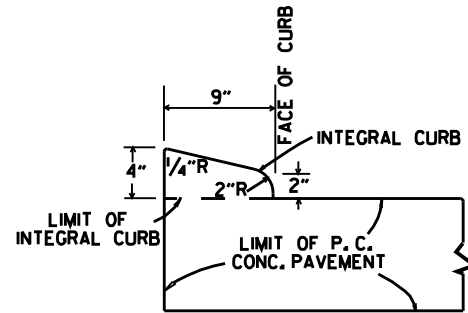 FACE OF CURB
9"
INTEGRAL CURB
4"
1/4"R
2"R
2"
LIMIT OF
INTEGRAL CURB
LIMIT OF P.C.
CONC. PAVEMENT